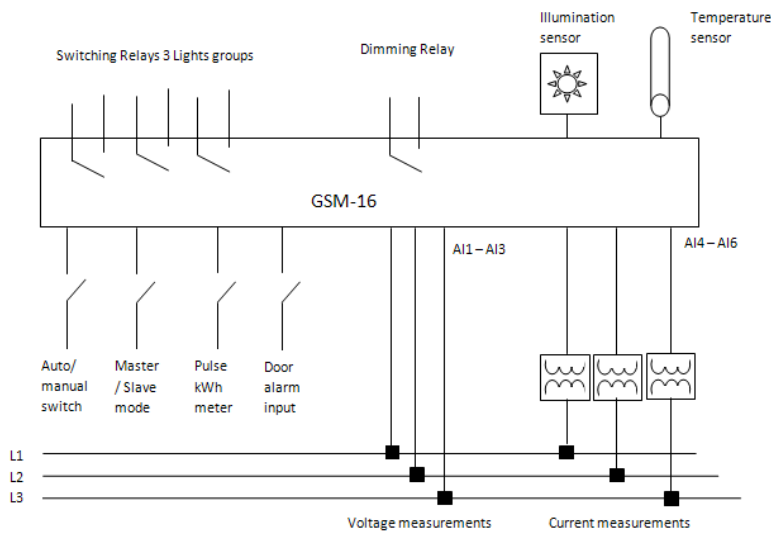 Illumination
sensor
Temperature
sensor
Switching Relays 3 Lights groups
Dimming Relay
GSM-16
AI1 – AI3
AI4 – AI6
Auto/
manual
switch
Master
/ Slave
mode
Pulse
kWh
meter
Door
alarm
input
L1
L2
L3
Voltage measurements
Current measurements